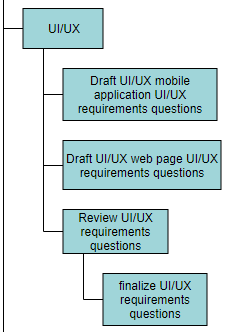 UI/UX
Draft UI/UX mobile
application UI/UX
requirements questions
Draft UI/UX web page UI/UX
requirements questions
Review UI/UX
requirements
questions
finalize UI/UX
requirements
questions